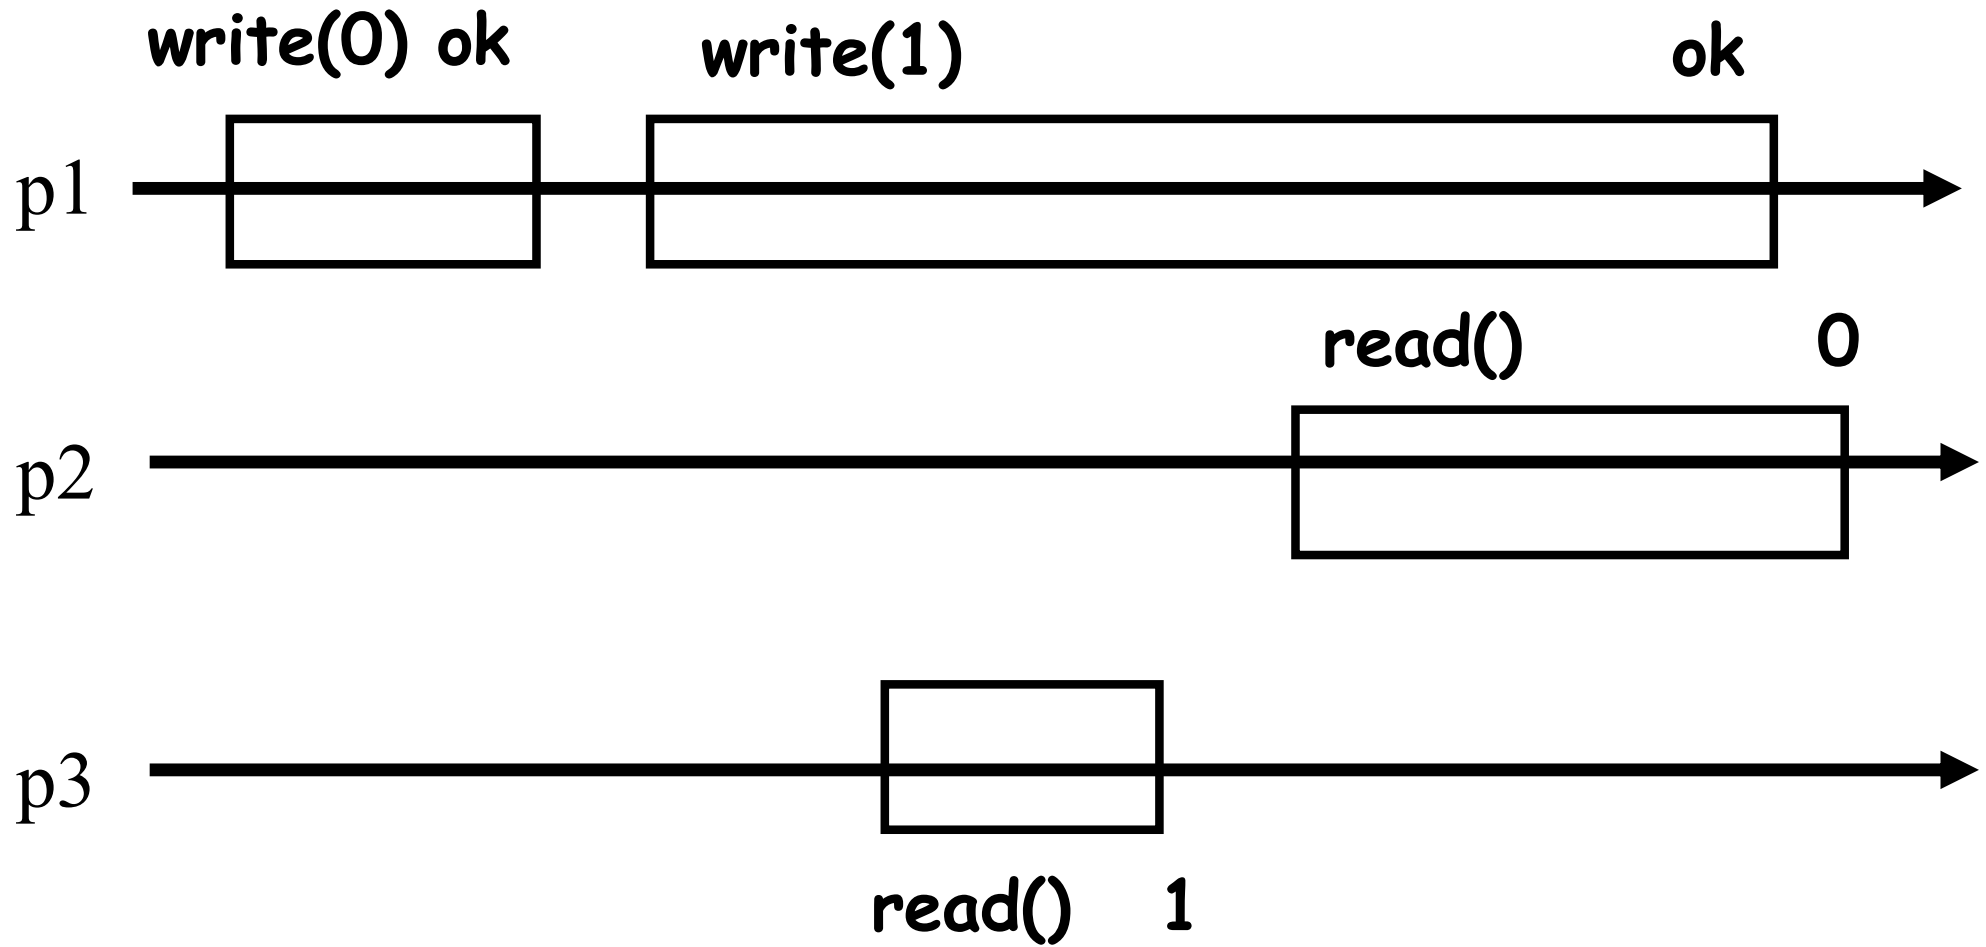 write(0) ok write(1) ok
p1
read() 0
p2
p3
read() 1